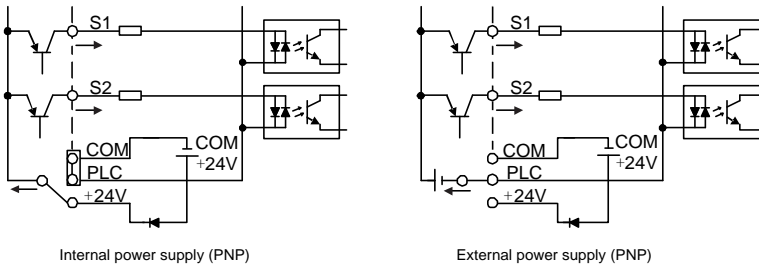 S1
S2
COM
PLC
+24V
COM
+24V
Internal power supply (PNP)
S1
S2
COM
PLC
+24V
COM
+24V
External power supply (PNP)